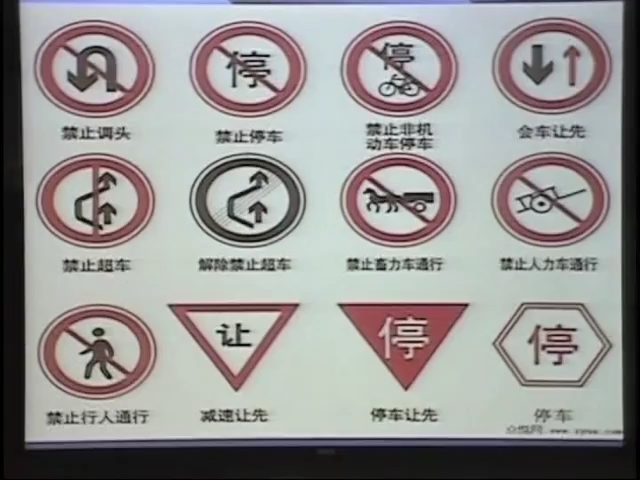 停
停
禁止调头
禁止停车
禁止非机
动车停车
会车让先
禁止超车
解除禁止超车
禁止畜力车通行
禁止人力车通行
让
停
停
禁止行人通行
减速让先
停车让先
停车